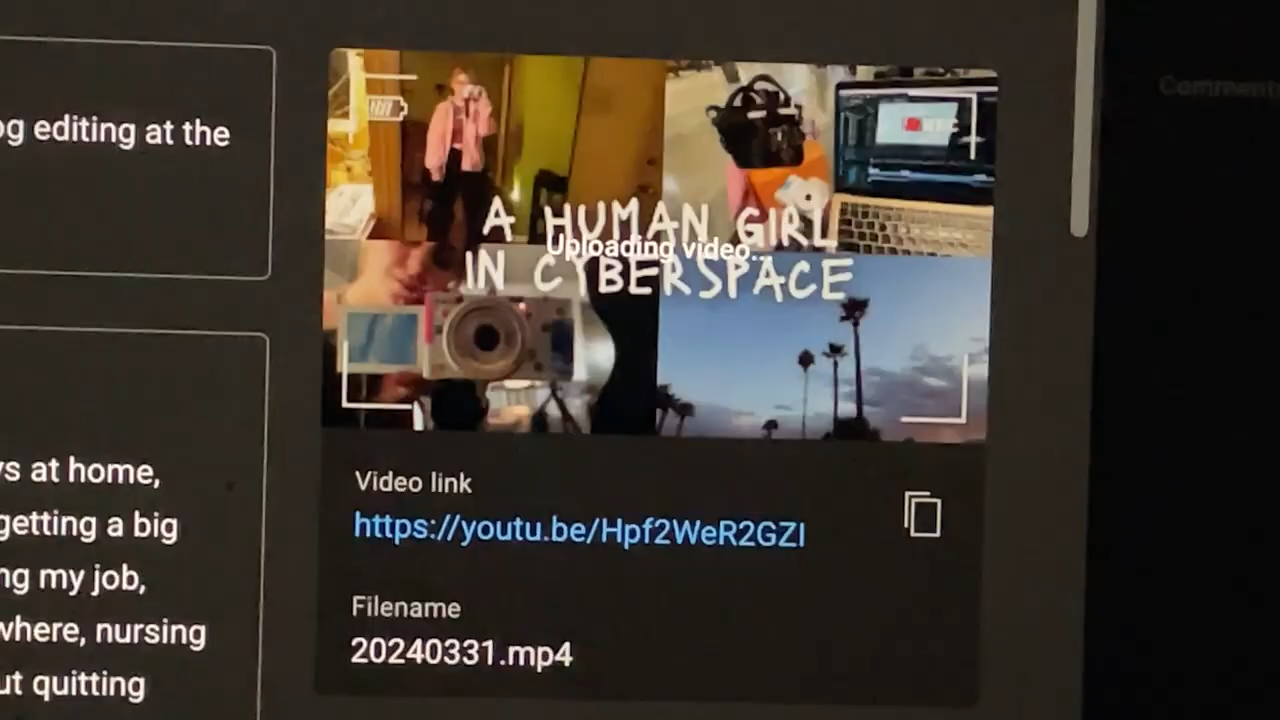 og editing at the
ys at home,
getting a big
ng my job,
where, nursing
ut quitting
A HUMAN GIRL
IN CYBERSPACE
Uploading video...
Video link
https://youtu.be/Hpf2WeR2GZI
Filename
20240331.mp4
Comment